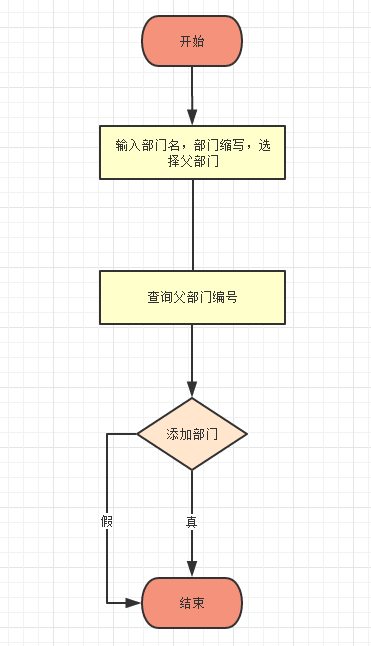 开始
输入部门名，部门缩写，选
择父部门
查询父部门编号
添加部门
假
真
结束